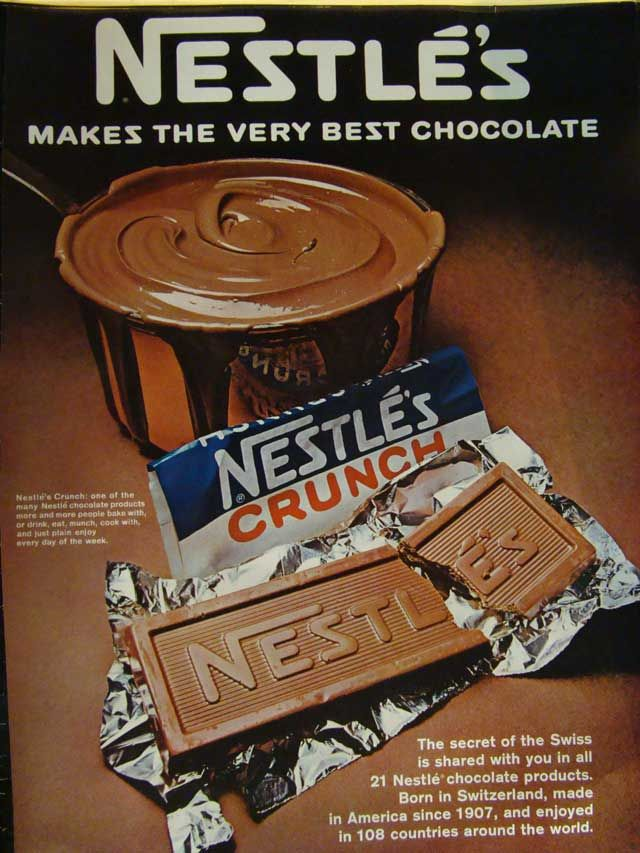 NESTLÉ'S
MAKES THE VERY BEST CHOCOLATE
NESTLÉ'S
CRUNCH
Nestlé's Crunch: one of the
many Nestlé chocolate products
more and more people bake with,
or drink, eat, munch, cook with,
and just plain enjoy
every day of the week.
NESTLÉ'S
The secret of the Swiss
is shared with you in all
21 Nestlé® chocolate products.
Born in Switzerland, made
in America since 1907, and enjoyed
in 108 countries around the world.